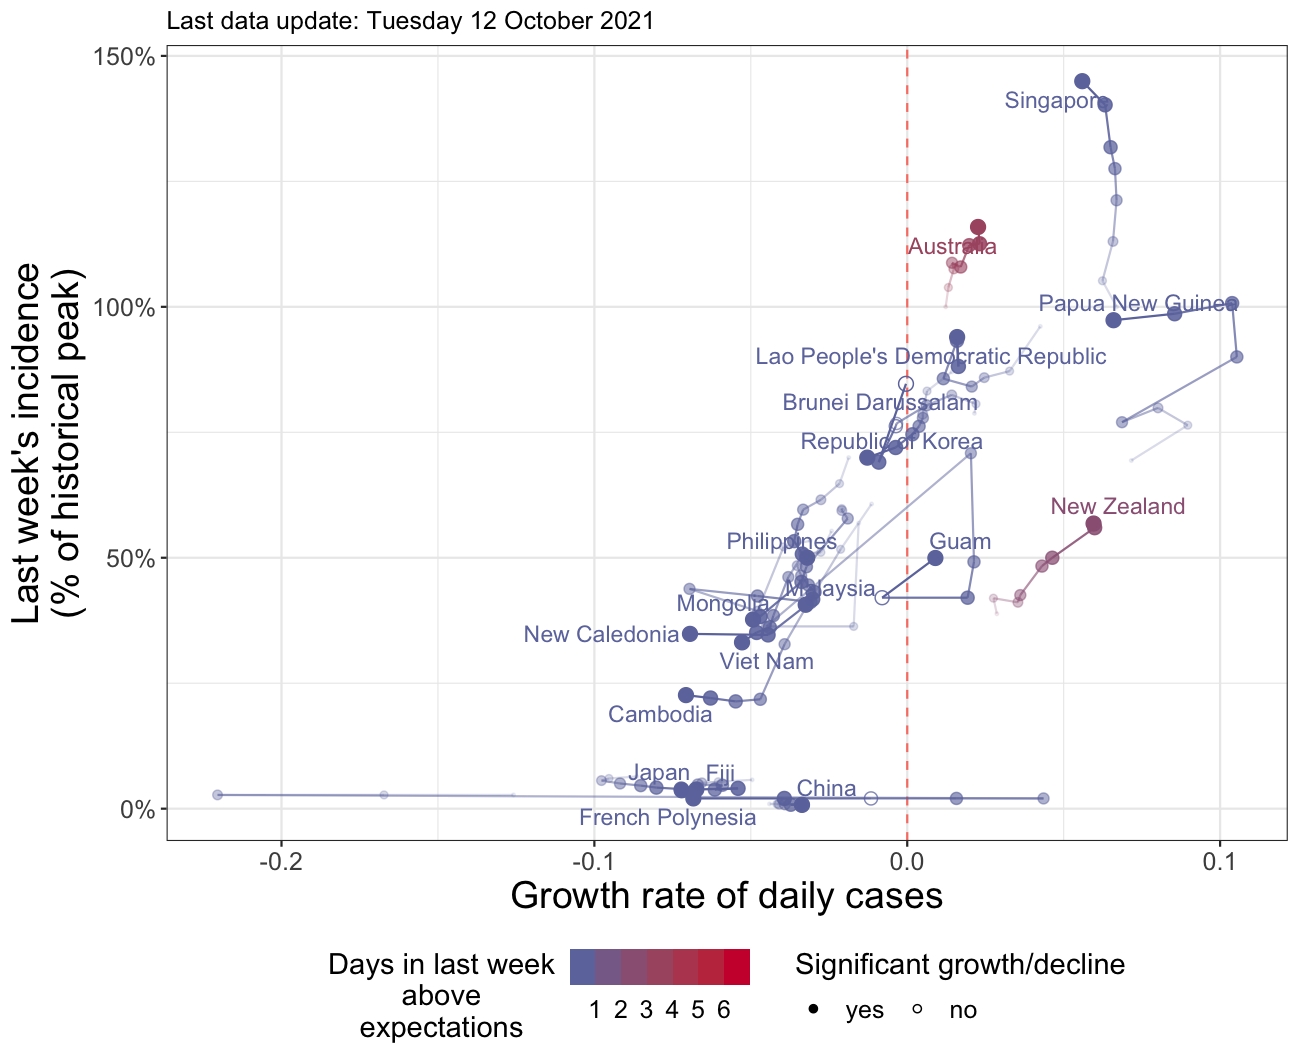 Last data update: Tuesday 12 October 2021
150%
100%
50%
0%
Last week's incidence
(% of historical peak)
Singapore
Australia
Papua New Guinea
Lao People's Democratic Republic
Brunei Darussalam
Republic of Korea
New Zealand
Philippines
Guam
Malaysia
Mongolia
New Caledonia
Viet Nam
Cambodia
Japan
Fiji
China
French Polynesia
-0.2
-0.1
0.0
0.1
Growth rate of daily cases
Days in last week
above
expectations
1 2 3 4 5 6
Significant growth/decline
yes
no